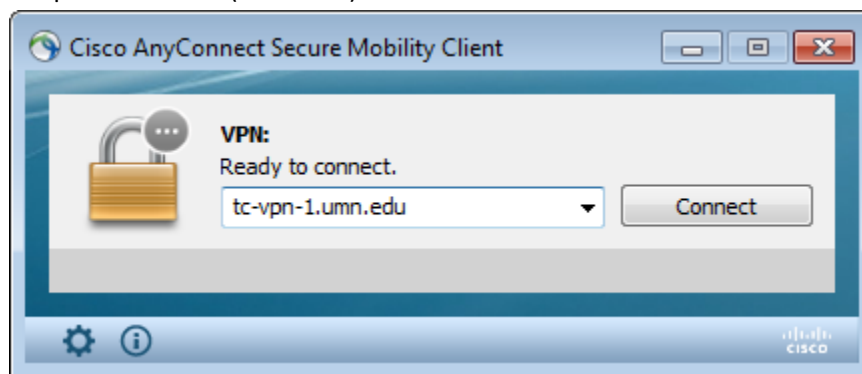 Cisco AnyConnect Secure Mobility Client
VPN:
Ready to connect.
tc-vpn-1.umn.edu
Connect
CISCO